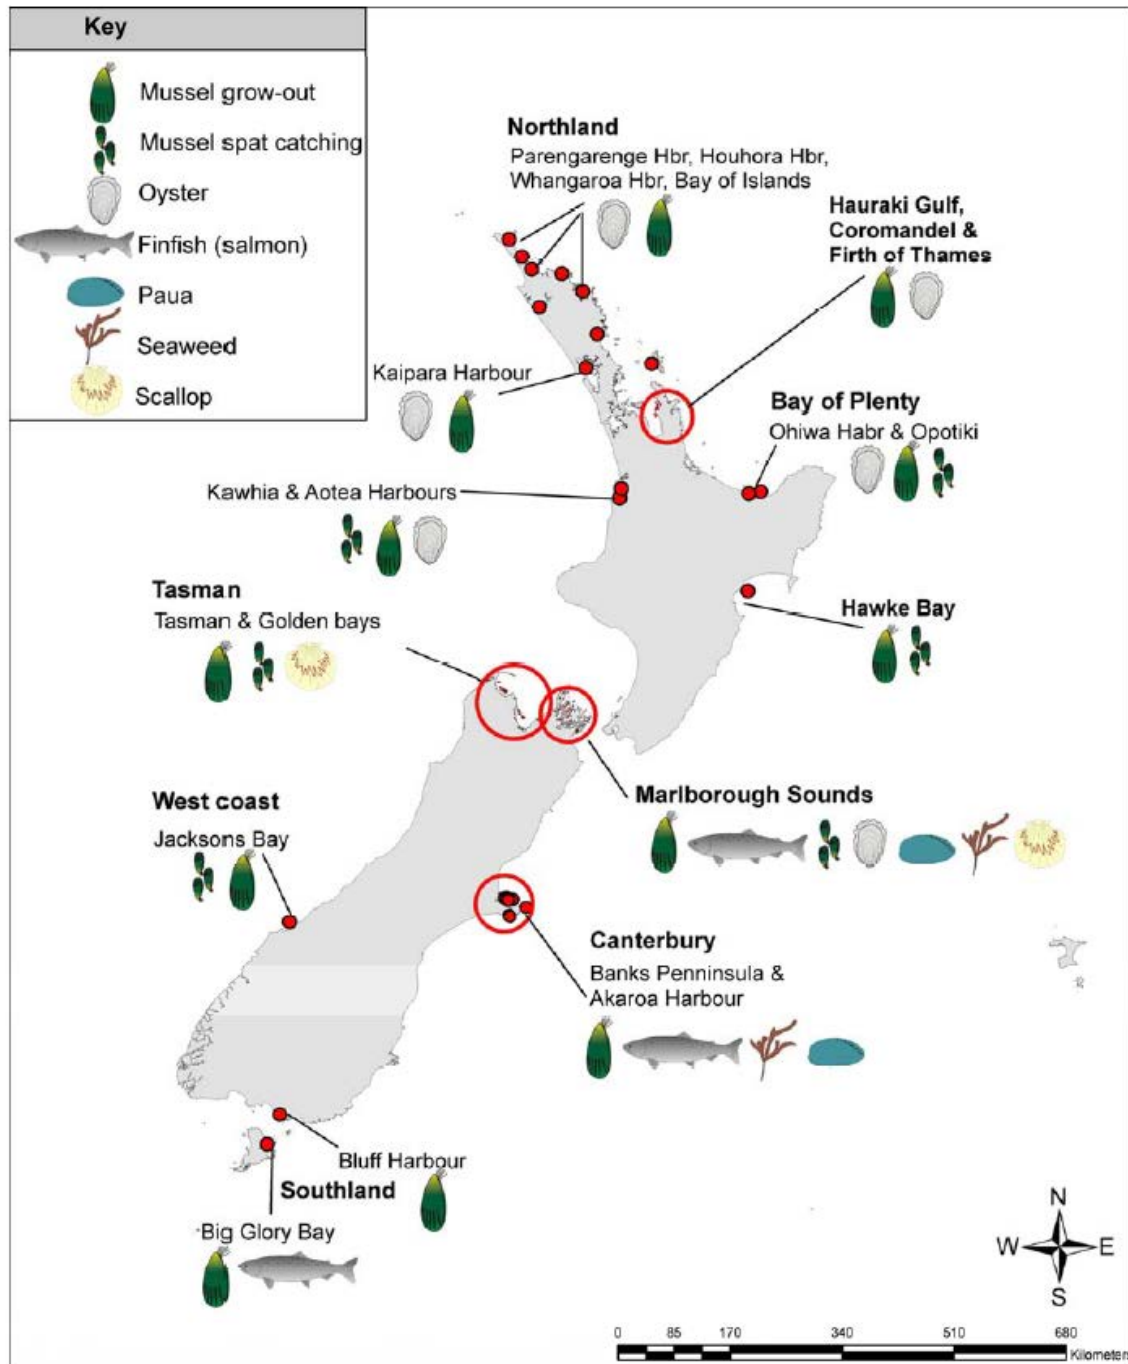 Key
Mussel grow-out
Mussel spat catching
Oyster
Finfish (salmon)
Paua
Seaweed
Scallop
Northland
Parengarenge Hbr, Houhora Hbr,
Whangaroa Hbr, Bay of Islands
Hauraki Gulf,
Coromandel &
Firth of Thames
Kaipara Harbour
Bay of Plenty
Ohiwa Habr & Opotiki
Kawhia & Aotea Harbours
Tasman
Tasman & Golden bays
Hawke Bay
West coast
Jacksons Bay
Marlborough Sounds
Canterbury
Banks Penninsula &
Akaroa Harbour
Bluff Harbour
Southland
Big Glory Bay
N
W E
S
0 85 170 340 510 680
Kilometers